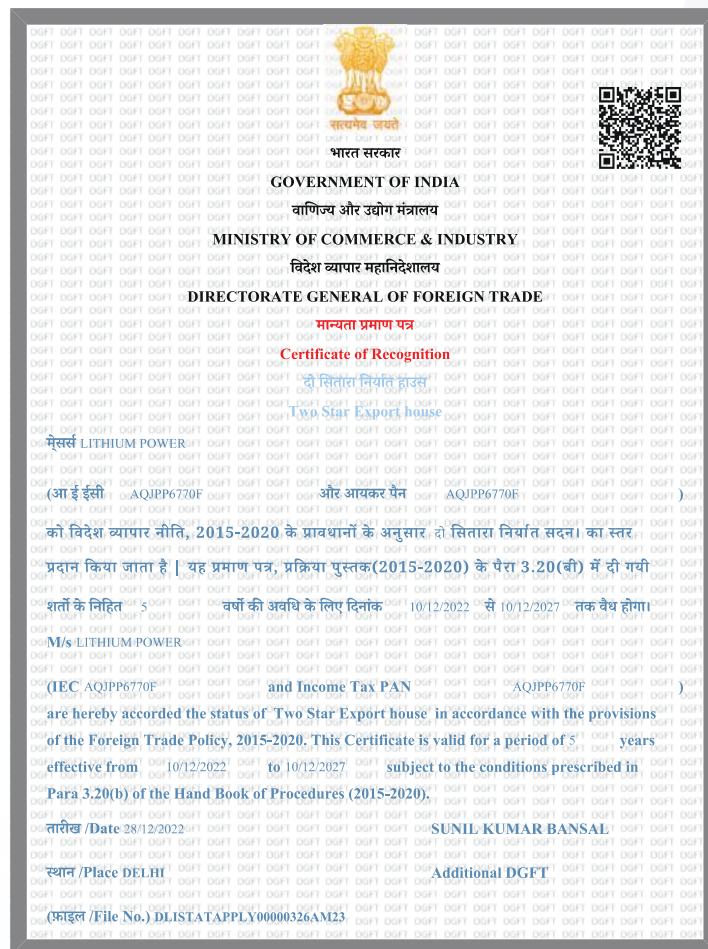 सत्यमेव जयते
भारत सरकार
GOVERNMENT OF INDIA
वाणिज्य और उद्योग मंत्रालय
MINISTRY OF COMMERCE & INDUSTRY
विदेश व्यापार महानिदेशालय
DIRECTORATE GENERAL OF FOREIGN TRADE
मान्यता प्रमाण पत्र
Certificate of Recognition
दो सितारा निर्यात हाउस
Two Star Export house
मे्सर्स LITHIUM POWER
(आ ई ईसी AQJPP6770F और आयकर पैन AQJPP6770F )
को विदेश व्यापार नीति, 2015-2020 के प्रावधानों के अनुसार दो सितारा निर्यात सदन। का स्तर
प्रदान किया जाता है | यह प्रमाण पत्र, प्रक्रिया पुस्तक(2015-2020) के पैरा 3.20(बी) में दी गयी
शर्तो के निहित 5 वर्षो की अवधि के लिए दिनांक 10/12/2022 से 10/12/2027 तक वैध होगा।
M/s LITHIUM POWER
(IEC AQJPP6770F and Income Tax PAN AQJPP6770F )
are hereby accorded the status of Two Star Export house in accordance with the provisions
of the Foreign Trade Policy, 2015-2020. This Certificate is valid for a period of 5 years
effective from 10/12/2022 to 10/12/2027 subject to the conditions prescribed in
Para 3.20(b) of the Hand Book of Procedures (2015-2020).
तारीख /Date 28/12/2022 SUNIL KUMAR BANSAL
स्थान /Place DELHI Additional DGFT
(फ़ाइल /File No.) DLISTATAPPLY00000326AM23